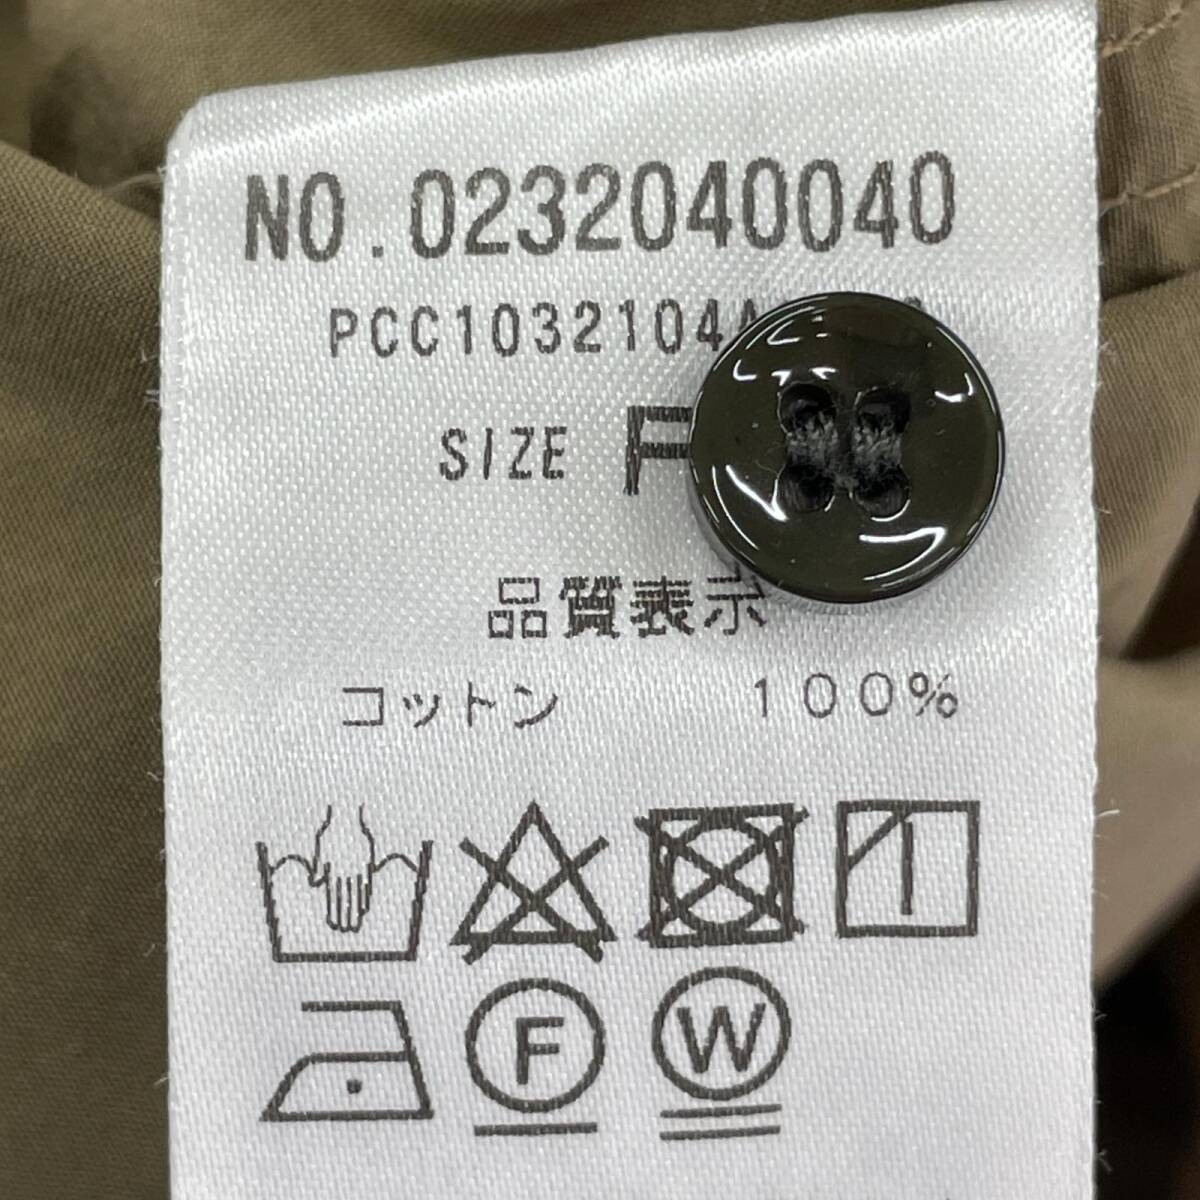 NO.0232040040
PCC1032104
SIZE F
品質表示
コットン 100%
F W